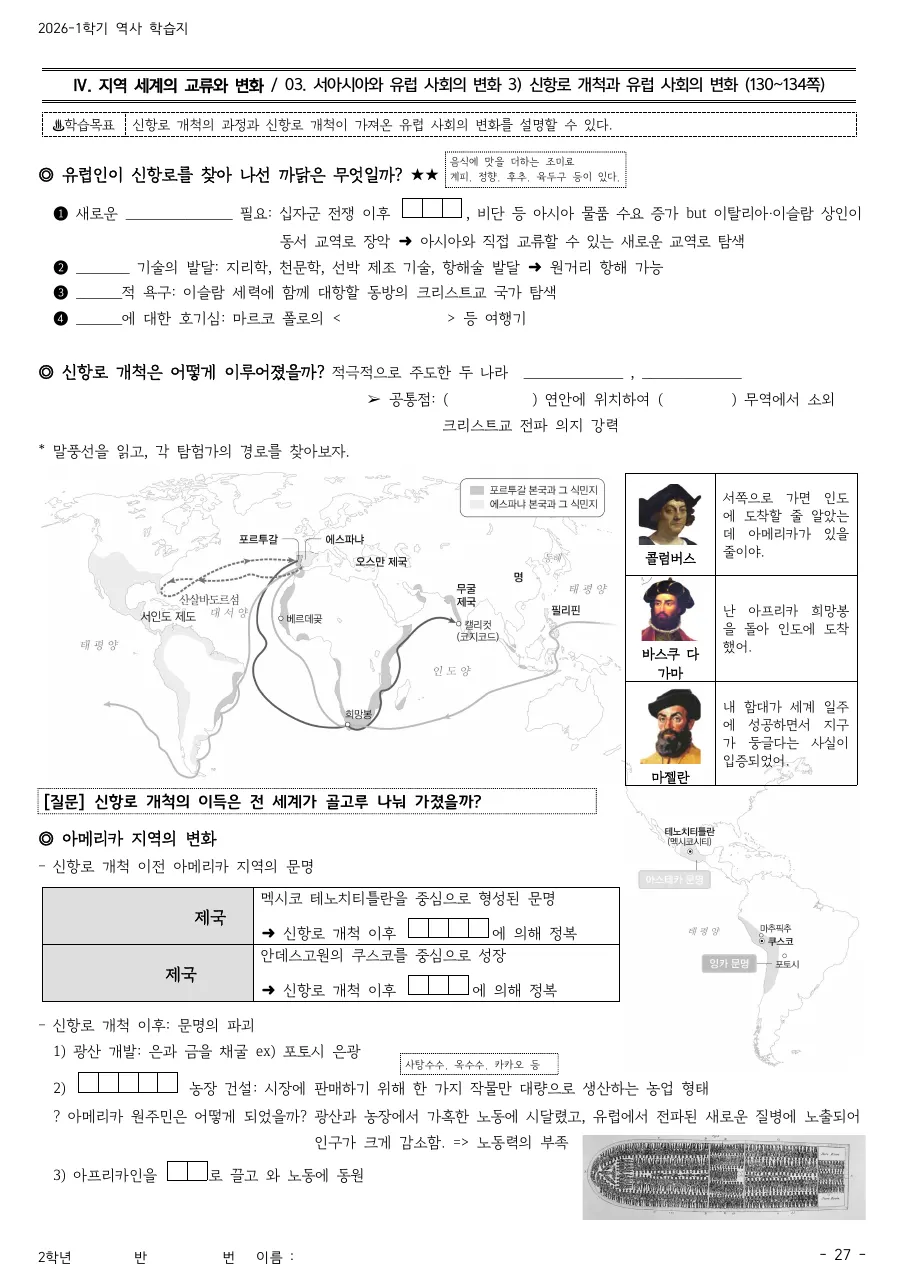 2026-1학기 역사 학습지
Ⅳ. 지역 세계의 교류와 변화 / 03. 서아시아와 유럽 사회의 변화 3) 신항로 개척과 유럽 사회의 변화 (130~134쪽)
♨학습목표 신항로 개척의 과정과 신항로 개척이 가져온 유럽 사회의 변화를 설명할 수 있다.
음식에 맛을 더하는 조미료
계피, 정향, 후추, 육두구 등이 있다.
◎ 유럽인이 신항로를 찾아 나선 까닭은 무엇일까? ★★
❶ 새로운 ______________ 필요: 십자군 전쟁 이후 □□□, 비단 등 아시아 물품 수요 증가 but 이탈리아·이슬람 상인이
동서 교역로 장악 ➜ 아시아와 직접 교류할 수 있는 새로운 교역로 탐색
❷ _______ 기술의 발달: 지리학, 천문학, 선박 제조 기술, 항해술 발달 ➜ 원거리 항해 가능
❸ ______적 욕구: 이슬람 세력에 함께 대항할 동방의 크리스트교 국가 탐색
❹ ______에 대한 호기심: 마르코 폴로의 < > 등 여행기
◎ 신항로 개척은 어떻게 이루어졌을까? 적극적으로 주도한 두 나라 _____________ , _____________
➢ 공통점: ( ) 연안에 위치하여 ( ) 무역에서 소외
크리스트교 전파 의지 강력
* 말풍선을 읽고, 각 탐험가의 경로를 찾아보자.
포르투갈 본국과 그 식민지
에스파냐 본국과 그 식민지
포르투갈
에스파냐
오스만 제국
동해
명
태평양
무굴
제국
필리핀
산살바도르섬
서인도 제도
대서양
베르데곶
캘리컷
(코지코드)
태평양
인도양
희망봉
콜럼버스
서쪽으로 가면 인도
에 도착할 줄 알았는
데 아메리카가 있을
줄이야.
바스쿠 다
가마
난 아프리카 희망봉
을 돌아 인도에 도착
했어.
마젤란
내 함대가 세계 일주
에 성공하면서 지구
가 둥글다는 사실이
입증되었어.
[질문] 신항로 개척의 이득은 전 세계가 골고루 나눠 가졌을까?
◎ 아메리카 지역의 변화
- 신항로 개척 이전 아메리카 지역의 문명
제국
멕시코 테노치티틀란을 중심으로 형성된 문명
➜ 신항로 개척 이후 □□□□에 의해 정복
제국
안데스고원의 쿠스코를 중심으로 성장
➜ 신항로 개척 이후 □□□에 의해 정복
테노치티틀란
(멕시코시티)
아스테카 문명
태평양
마추픽추
쿠스코
잉카 문명
포토시
- 신항로 개척 이후: 문명의 파괴
1) 광산 개발: 은과 금을 채굴 ex) 포토시 은광
사탕수수, 옥수수, 카카오 등
2) □□□□□ 농장 건설: 시장에 판매하기 위해 한 가지 작물만 대량으로 생산하는 농업 형태
? 아메리카 원주민은 어떻게 되었을까? 광산과 농장에서 가혹한 노동에 시달렸고, 유럽에서 전파된 새로운 질병에 노출되어
인구가 크게 감소함. => 노동력의 부족
3) 아프리카인을 □□로 끌고 와 노동에 동원
2학년 반 번 이름 :
- 27 -